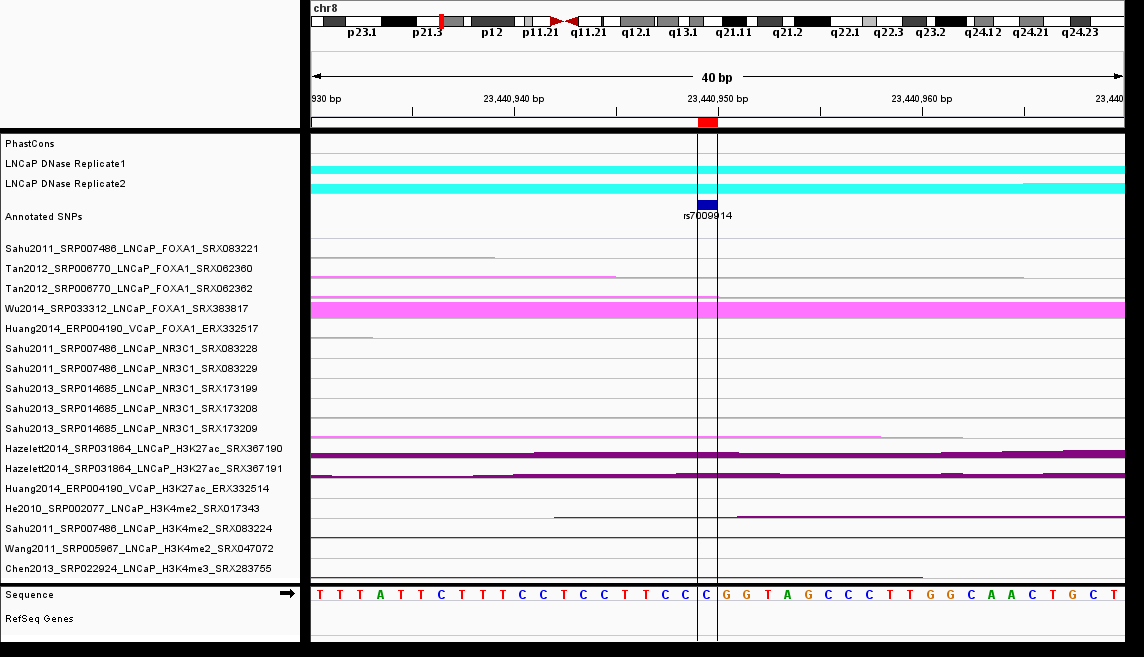 chr8
p23.1 p21.3 p12 p11.21 q11.21 q12.1 q13.1 q21.11 q21.2 q22.1 q22.3 q23.2 q24.12 q24.21 q24.23
40 bp
930 bp 23,440,940 bp 23,440,950 bp 23,440,960 bp 23,440
PhastCons
LNCaP DNase Replicate1
LNCaP DNase Replicate2
Annotated SNPs
rs7009914
Sahu2011_SRP007486_LNCaP_FOXA1_SRX083221
Tan2012_SRP006770_LNCaP_FOXA1_SRX062360
Tan2012_SRP006770_LNCaP_FOXA1_SRX062362
Wu2014_SRP033312_LNCaP_FOXA1_SRX383817
Huang2014_ERP004190_VCaP_FOXA1_ERX332517
Sahu2011_SRP007486_LNCaP_NR3C1_SRX083228
Sahu2011_SRP007486_LNCaP_NR3C1_SRX083229
Sahu2013_SRP014685_LNCaP_NR3C1_SRX173199
Sahu2013_SRP014685_LNCaP_NR3C1_SRX173208
Sahu2013_SRP014685_LNCaP_NR3C1_SRX173209
Hazelett2014_SRP031864_LNCaP_H3K27ac_SRX367190
Hazelett2014_SRP031864_LNCaP_H3K27ac_SRX367191
Huang2014_ERP004190_VCaP_H3K27ac_ERX332514
He2010_SRP002077_LNCaP_H3K4me2_SRX017343
Sahu2011_SRP007486_LNCaP_H3K4me2_SRX083224
Wang2011_SRP005967_LNCaP_H3K4me2_SRX047072
Chen2013_SRP022924_LNCaP_H3K4me3_SRX283755
Sequence T T T A T T C T T T C C T C C T T C C C G G T A G C C C T T G G C A A C T G C T
RefSeq Genes